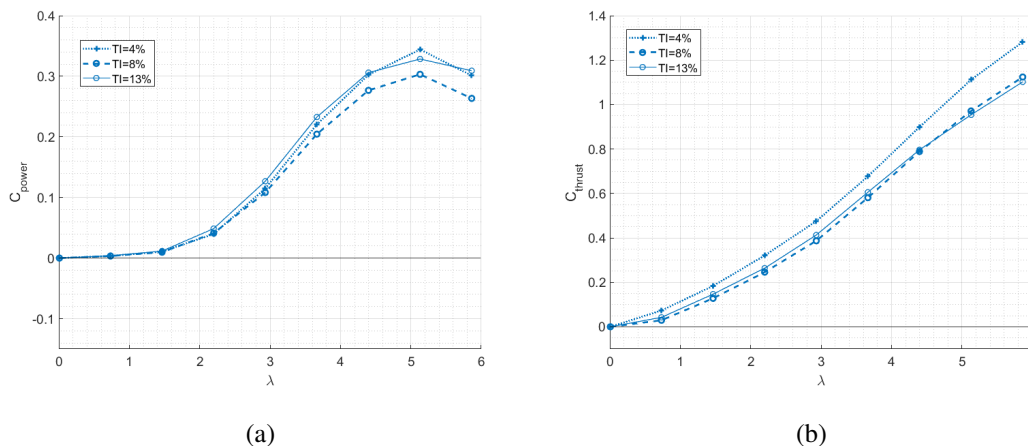 0.4
0.3
0.2
0.1
0
-0.1
C_power
0 1 2 3 4 5 6
λ
TI=4%
TI=8%
TI=13%
(a)
1.4
1.2
1
0.8
0.6
0.4
0.2
0
C_thrust
0 1 2 3 4 5
λ
TI=4%
TI=8%
TI=13%
(b)